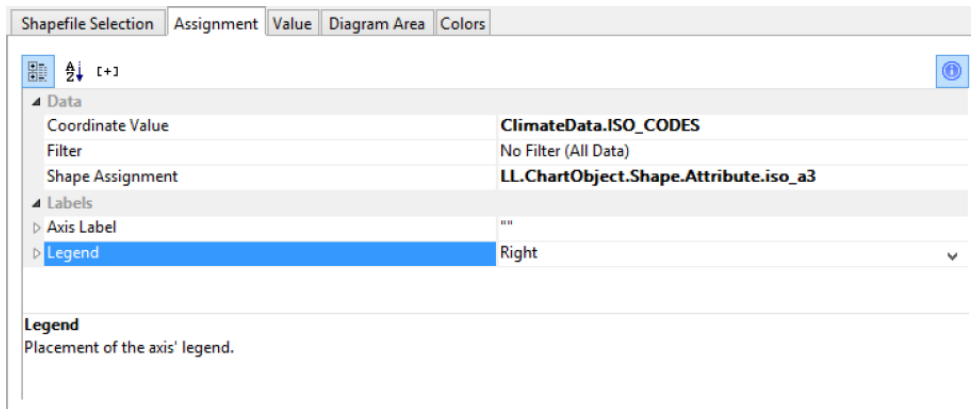 Shapefile Selection Assignment Value Diagram Area Colors
A Z [+] i
Data
Coordinate Value ClimateData.ISO_CODES
Filter No Filter (All Data)
Shape Assignment LL.ChartObject.Shape.Attribute.iso_a3
Labels
Axis Label ""
Legend Right
Legend
Placement of the axis' legend.